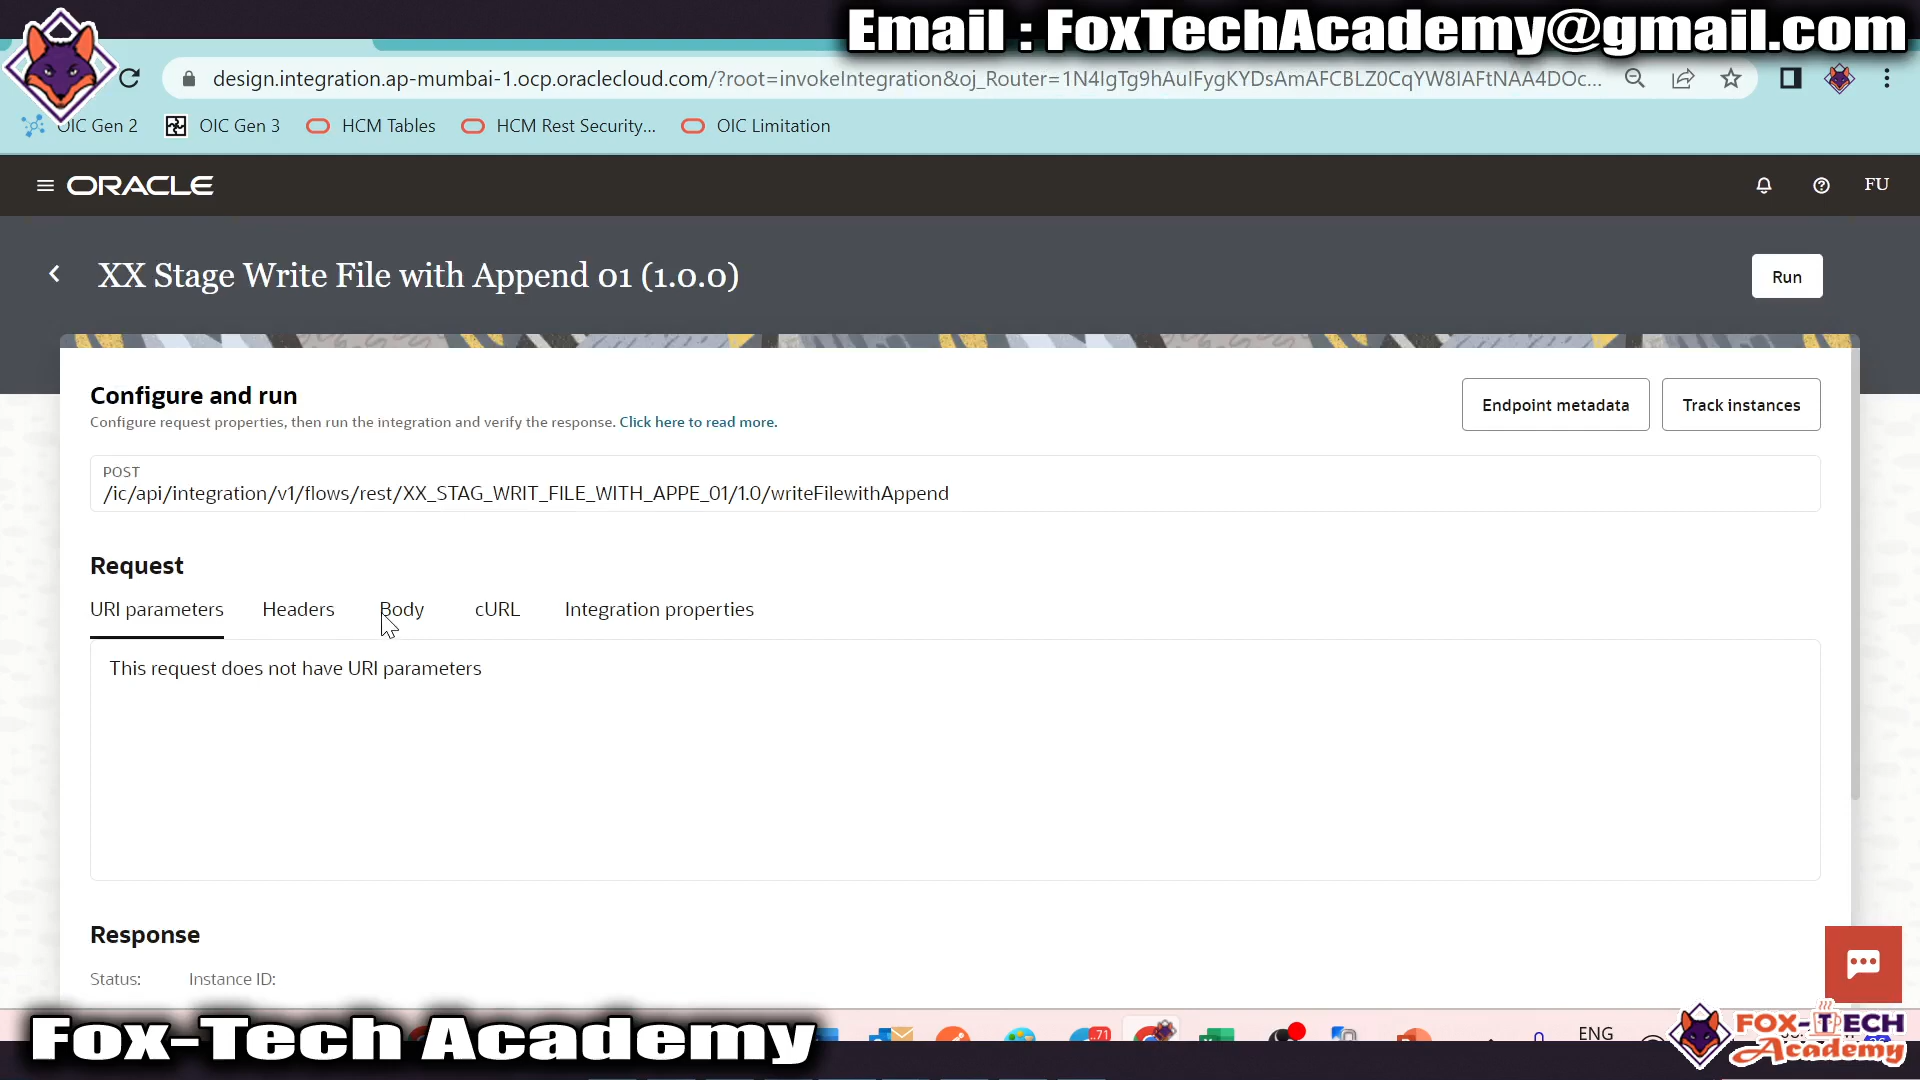 Email : FoxTechAcademy@gmail.com
design.integration.ap-mumbai-1.ocp.oraclecloud.com/?root=invokeIntegration&oj_Router=1N4IgTg9hAuIFygKYDsAmAFCBLZ0CqYW8IAFtNAA4DOc...
OIC Gen 2 OIC Gen 3 HCM Tables HCM Rest Security... OIC Limitation
ORACLE
FU
XX Stage Write File with Append 01 (1.0.0)
Run
Configure and run
Configure request properties, then run the integration and verify the response. Click here to read more.
Endpoint metadata Track instances
POST
/ic/api/integration/v1/flows/rest/XX_STAG_WRIT_FILE_WITH_APPE_01/1.0/writeFilewithAppend
Request
URI parameters Headers Body cURL Integration properties
This request does not have URI parameters
Response
Status: Instance ID:
Fox-Tech Academy
71
ENG
FOX-TECH
Academy